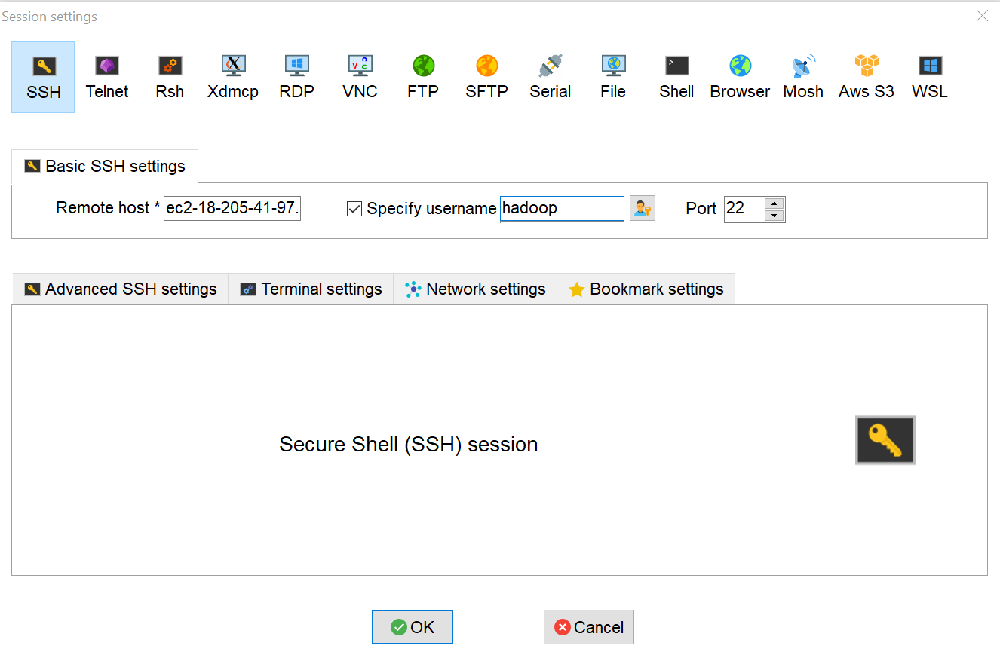 Session settings
SSH Telnet Rsh Xdmcp RDP VNC FTP SFTP Serial File Shell Browser Mosh Aws S3 WSL
Basic SSH settings
Remote host * ec2-18-205-41-97. Specify username hadoop Port 22
Advanced SSH settings Terminal settings Network settings Bookmark settings
Secure Shell (SSH) session
OK Cancel